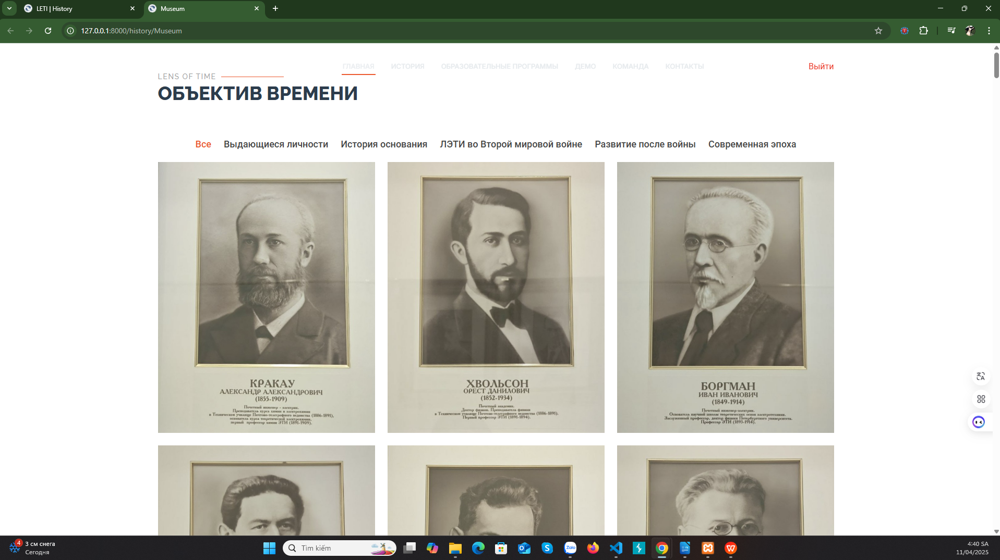 LETI | History
Museum
127.0.0.1:8000/history/Museum
ГЛАВНАЯ ИСТОРИЯ ОБРАЗОВАТЕЛЬНЫЕ ПРОГРАММЫ ДЕМО КОМАНДА КОНТАКТЫ
Выйти
LENS OF TIME
ОБЪЕКТИВ ВРЕМЕНИ
Все Выдающиеся личности История основания ЛЭТИ во Второй мировой войне Развитие после войны Современная эпоха
КРАКАУ
АЛЕКСАНДР АЛЕКСАНДРОВИЧ
(1855-1909)
Почетный инженер - электрик.
Преподаватель курса химии и электрохимии
в Техническом училище Почтово-телеграфного ведомства (1886-1891),
основатель курса теоретической электрохимии,
первый профессор химии ЭТИ (1891-1909).
ХВОЛЬСОН
ОРЕСТ ДАНИЛОВИЧ
(1852-1934)
Почетный академик.
Доктор физики. Преподаватель физики
в Техническом училище Почтово-телеграфного ведомства (1886-1891).
Первый профессор ЭТИ (1891-1894).
БОРГМАН
ИВАН ИВАНОВИЧ
(1849-1914)
Почетный инженер-электрик.
Основатель научной школы теоретических основ электротехники.
Заслуженный профессор, доктор физики Петербургского университета.
Профессор ЭТИ (1893-1914).
4
3 см снега
Сегодня
Tìm kiếm
Zalo
4:40 SA
11/04/2025